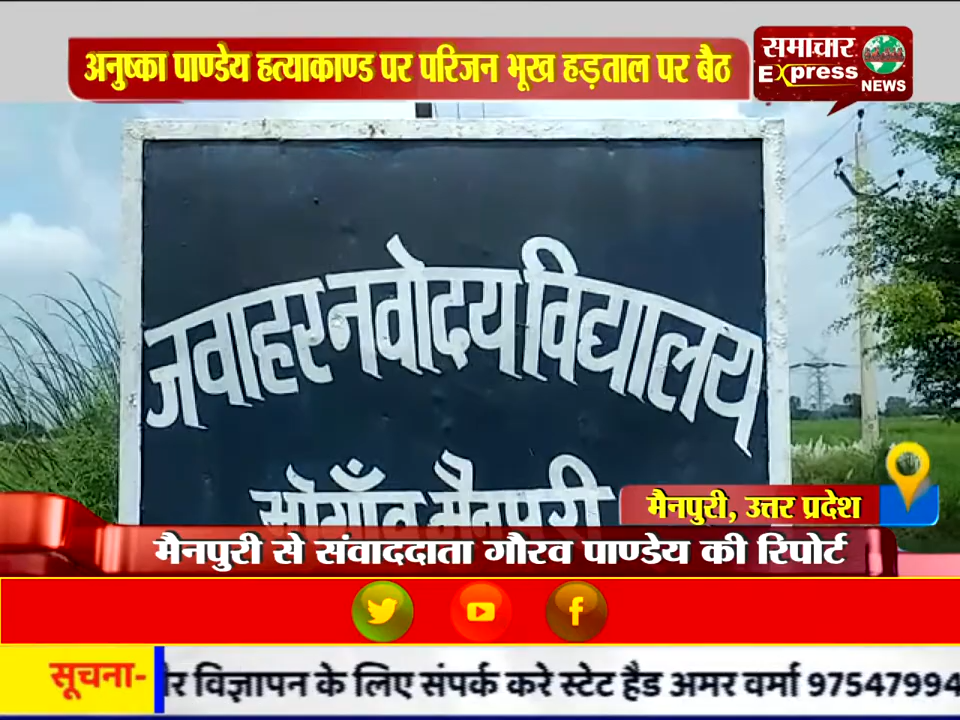 अनुष्का पाण्डेय हत्याकाण्ड पर परिजन भूख हड़ताल पर बैठ
समाचार
Express
NEWS
जवाहर नवोदय विद्यालय
भोगाँव मैनपुरी
मैनपुरी, उत्तर प्रदेश
मैनपुरी से संवाददाता गौरव पाण्डेय की रिपोर्ट
सूचना- विज्ञापन के लिए संपर्क करे स्टेट हैड अमर वर्मा 97547994